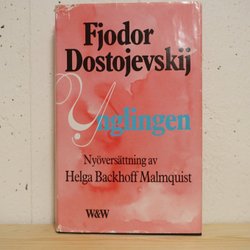 Fjodor
Dostojevskij
Ynglingen
Nyöversättning av
Helga Backhoff Malmquist
W&W